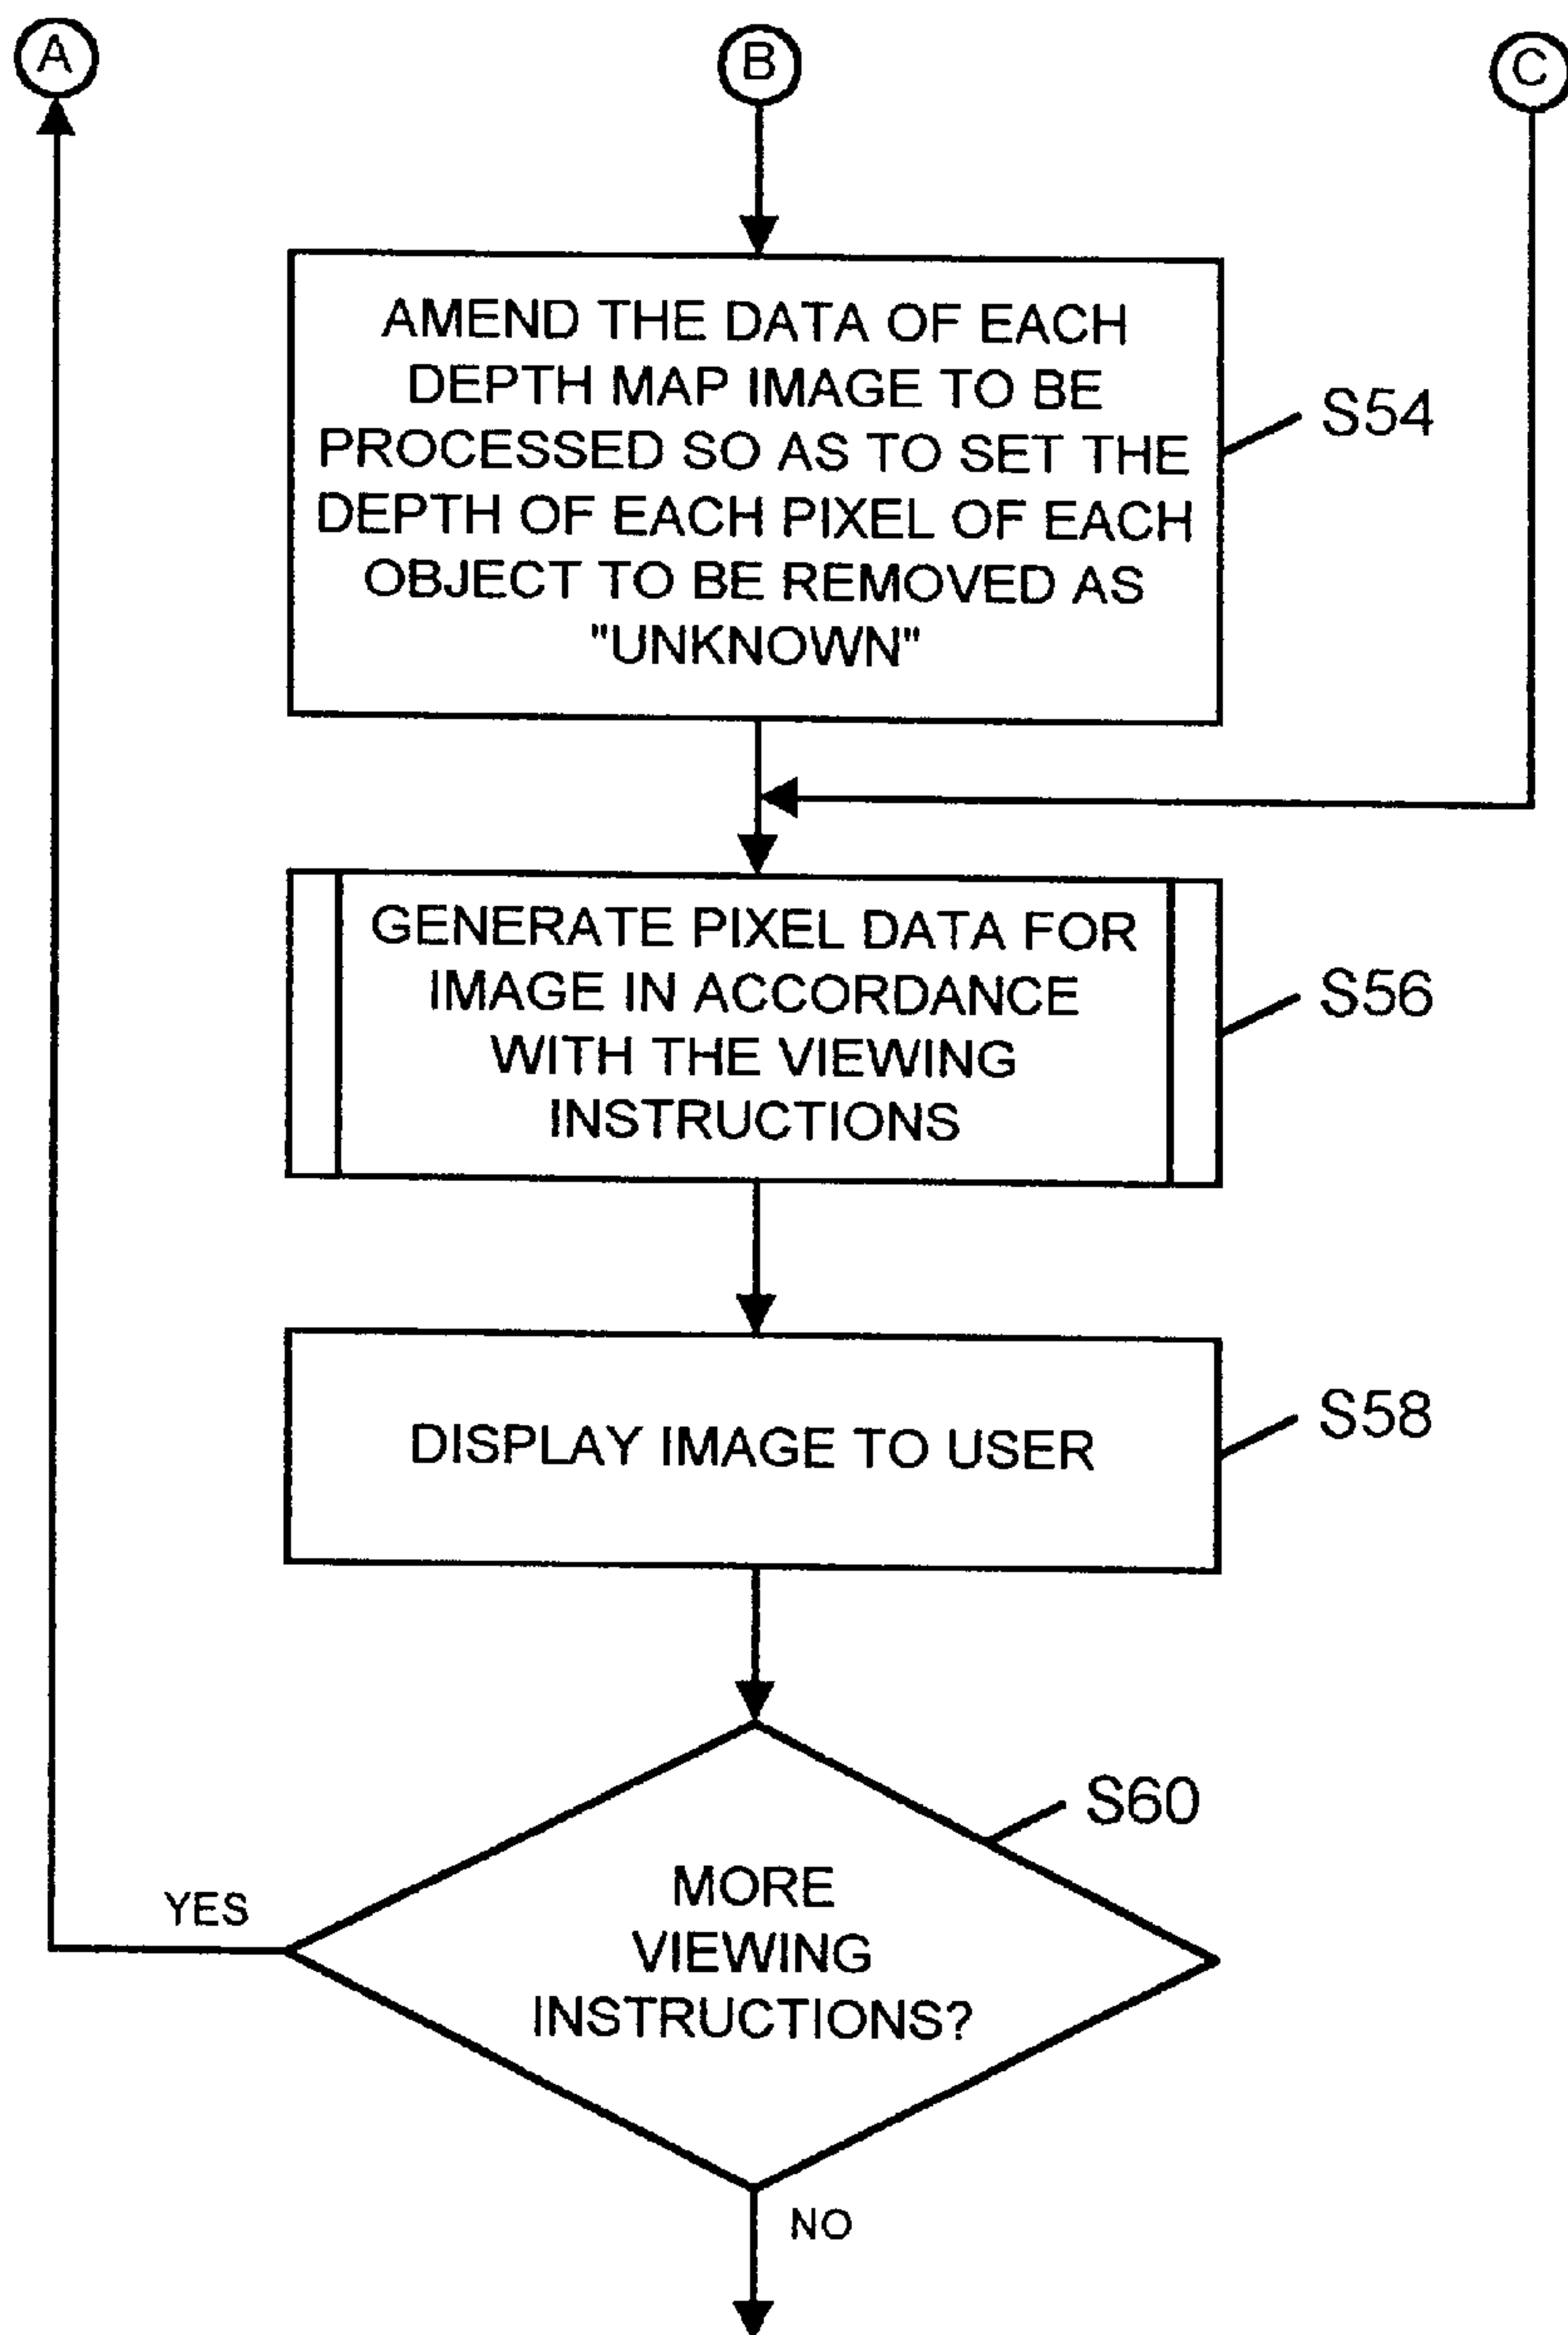 A
B
C
AMEND THE DATA OF EACH
DEPTH MAP IMAGE TO BE
PROCESSED SO AS TO SET THE
DEPTH OF EACH PIXEL OF EACH
OBJECT TO BE REMOVED AS
"UNKNOWN"
S54
GENERATE PIXEL DATA FOR
IMAGE IN ACCORDANCE
WITH THE VIEWING
INSTRUCTIONS
S56
DISPLAY IMAGE TO USER
S58
S60
MORE
VIEWING
INSTRUCTIONS?
YES
NO